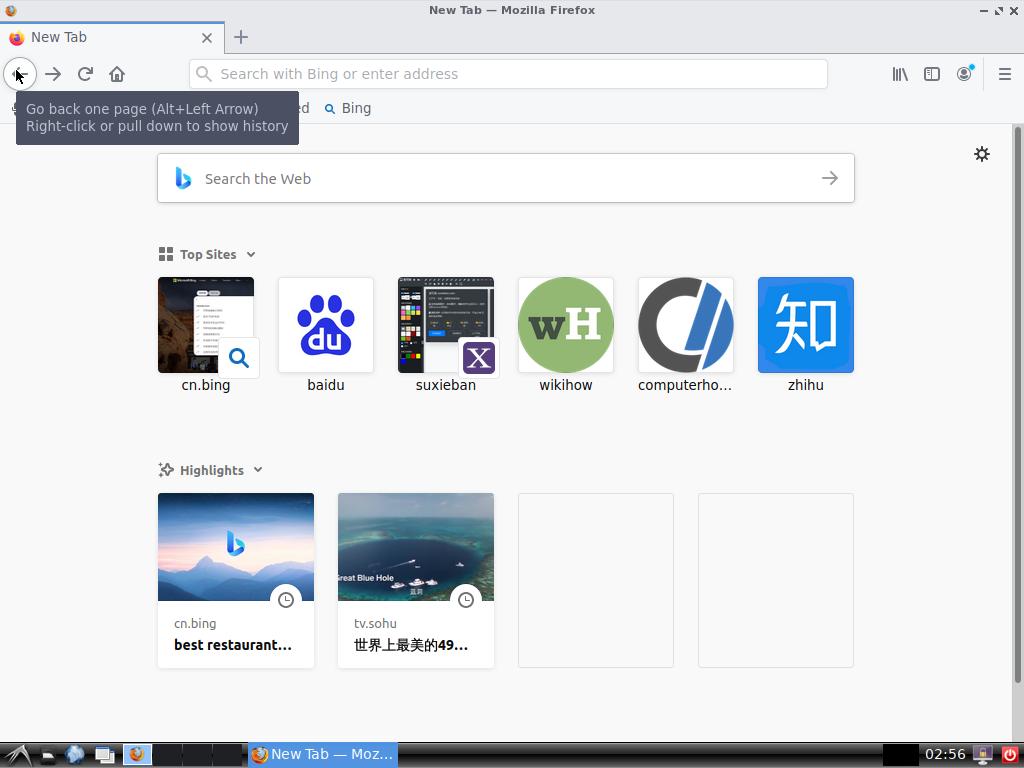 New Tab — Mozilla Firefox
New Tab
Search with Bing or enter address
Go back one page (Alt+Left Arrow)
Right-click or pull down to show history
ed
Bing
Search the Web
Top Sites
du
X
wH
知
cn.bing
baidu
suxieban
wikihow
computerho...
zhihu
Highlights
Great Blue Hole
蓝洞
cn.bing
best restaurant...
tv.sohu
世界上最美的49...
New Tab — Moz...
02:56